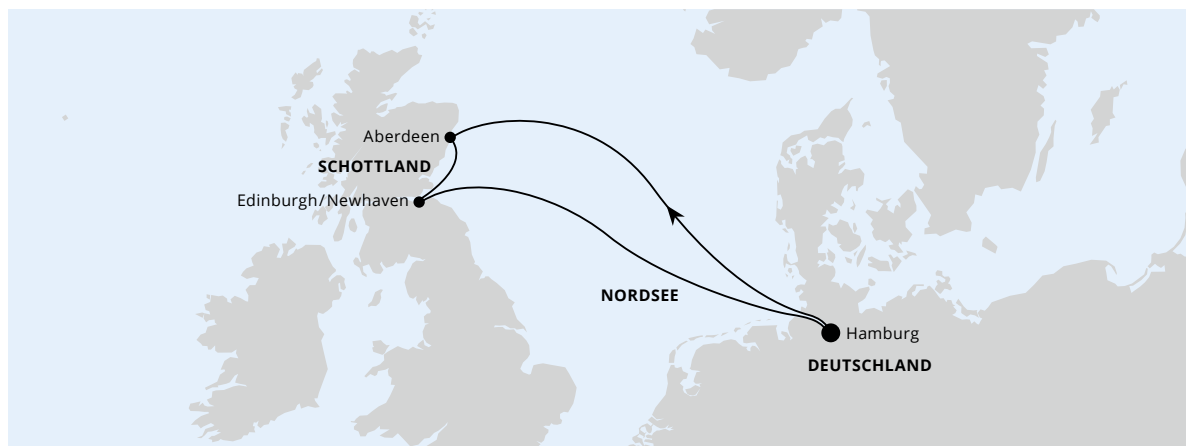 Aberdeen
SCHOTTLAND
Edinburgh/Newhaven
NORDSEE
Hamburg
DEUTSCHLAND